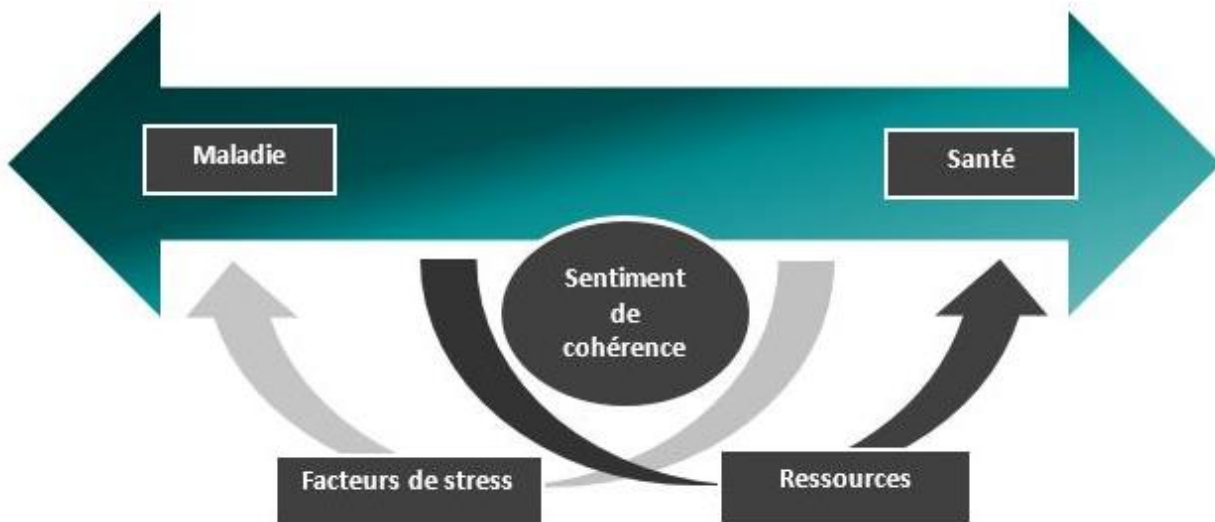 Maladie
Santé
Sentiment
de
cohérence
Facteurs de stress
Ressources